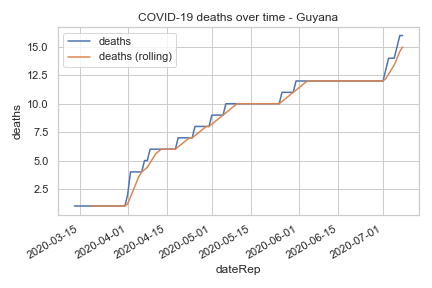 COVID-19 deaths over time - Guyana
deaths
deaths (rolling)
15.0
12.5
10.0
7.5
5.0
2.5
deaths
2020-03-15
2020-04-01
2020-04-15
2020-05-01
2020-05-15
2020-06-01
2020-06-15
2020-07-01
dateRep